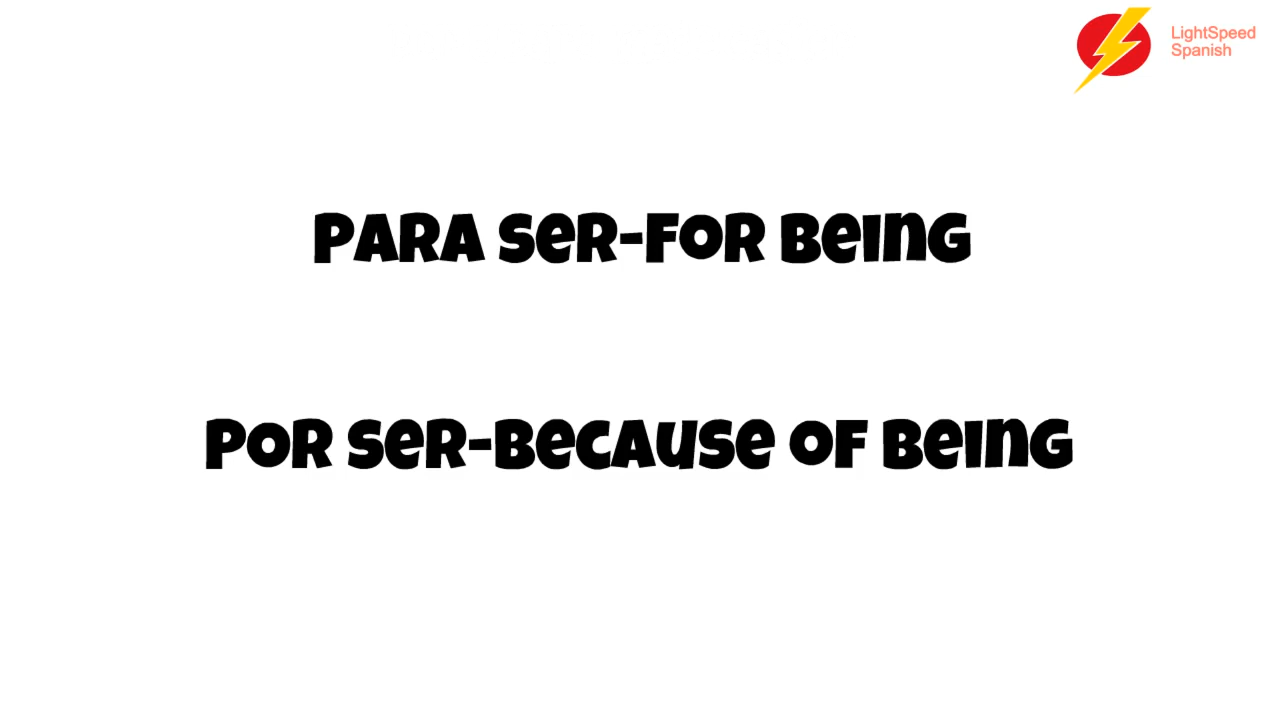 LightSpeed
Spanish
PARA SER-FOR BEING
POR SER-BECAUSE OF BEING